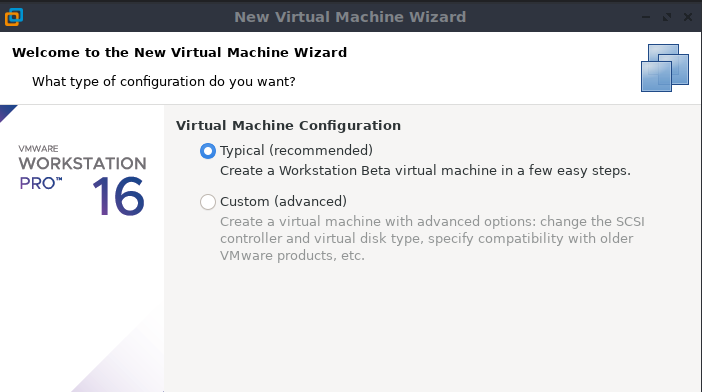 New Virtual Machine Wizard
Welcome to the New Virtual Machine Wizard
What type of configuration do you want?
VMWARE
WORKSTATION
PRO™ 16
Virtual Machine Configuration
Typical (recommended)
Create a Workstation Beta virtual machine in a few easy steps.
Custom (advanced)
Create a virtual machine with advanced options: change the SCSI
controller and virtual disk type, specify compatibility with older
VMware products, etc.